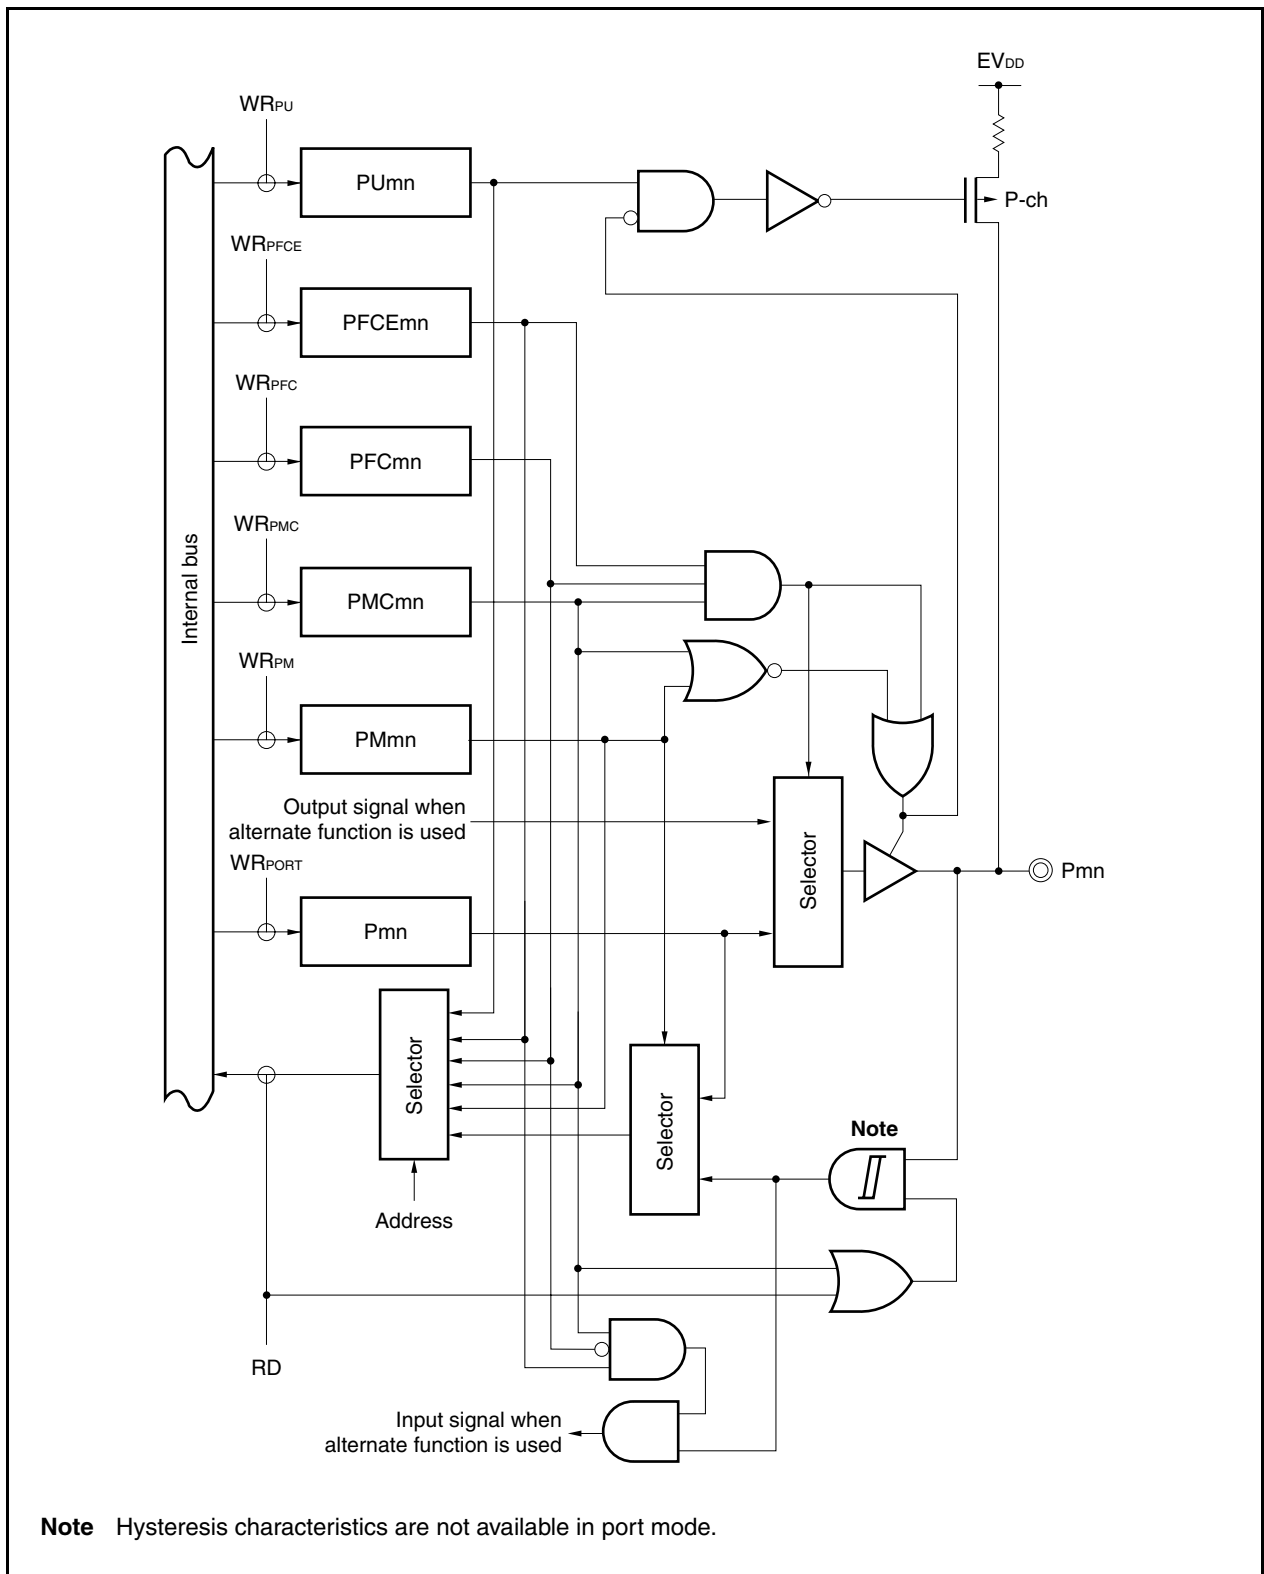 EVDD
WRPU
PUmn
P-ch
WRPFCE
PFCEmn
WRPFC
PFCmn
WRPMC
Internal bus
PMCmn
WRPM
PMmn
Output signal when
alternate function is used
WRPORT
Selector
Pmn
Pmn
Selector
Selector
Note
Address
RD
Input signal when
alternate function is used
Note Hysteresis characteristics are not available in port mode.